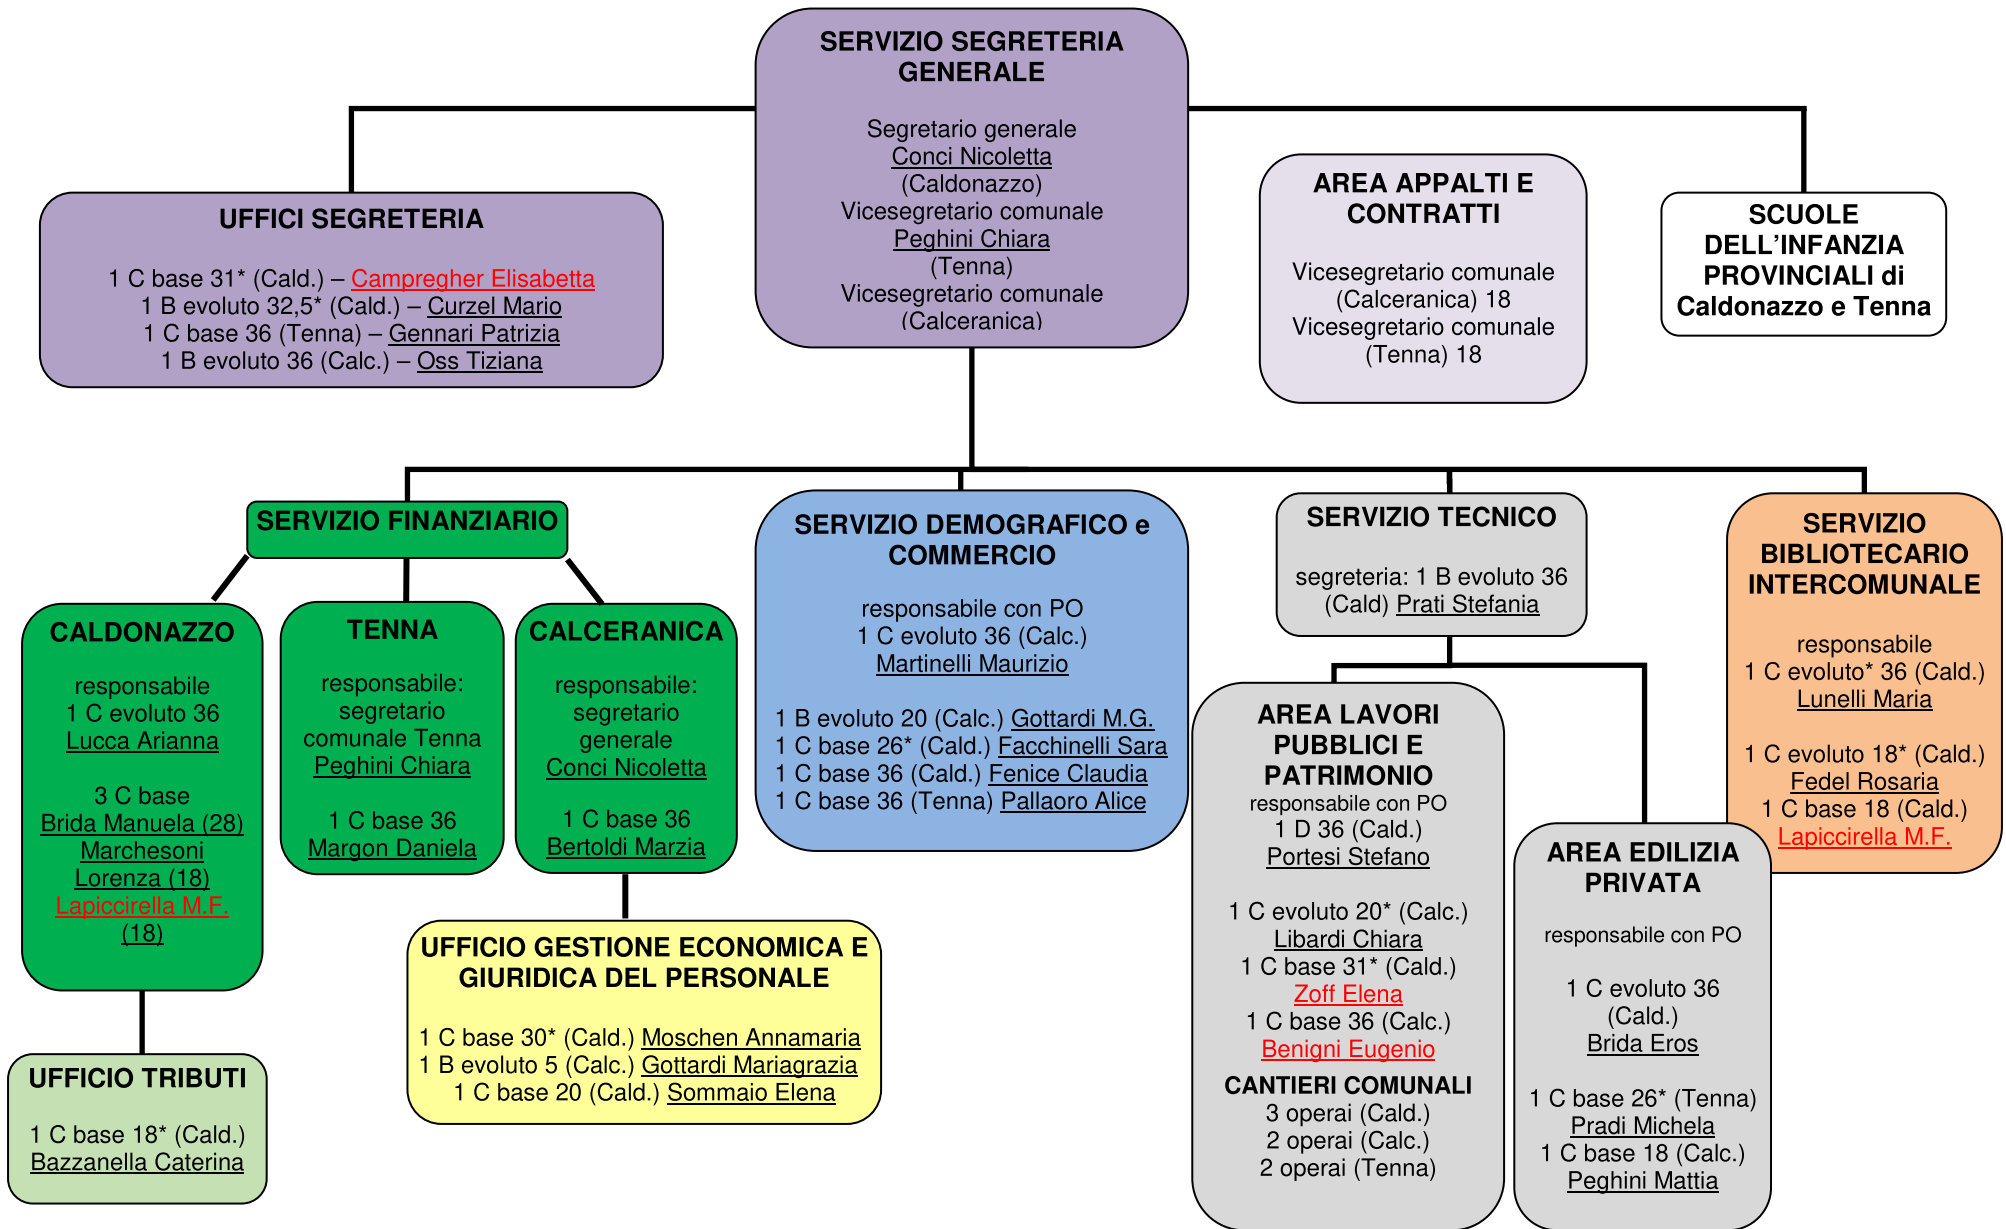 SERVIZIO SEGRETERIA
GENERALE
Segretario generale
Conci Nicoletta
(Caldonazzo)
Vicesegretario comunale
Peghini Chiara
(Tenna)
Vicesegretario comunale
(Calceranica)
UFFICI SEGRETERIA
1 C base 31* (Cald.) – Campregher Elisabetta
1 B evoluto 32,5* (Cald.) – Curzel Mario
1 C base 36 (Tenna) – Gennari Patrizia
1 B evoluto 36 (Calc.) – Oss Tiziana
AREA APPALTI E
CONTRATTI
Vicesegretario comunale
(Calceranica) 18
Vicesegretario comunale
(Tenna) 18
SCUOLE
DELL'INFANZIA
PROVINCIALI di
Caldonazzo e Tenna
SERVIZIO FINANZIARIO
CALDONAZZO
responsabile
1 C evoluto 36
Lucca Arianna
3 C base
Brida Manuela (28)
Marchesoni
Lorenza (18)
Lapiccirella M.F.
(18)
TENNA
responsabile:
segretario
comunale Tenna
Peghini Chiara
1 C base 36
Margon Daniela
CALCERANICA
responsabile:
segretario
generale
Conci Nicoletta
1 C base 36
Bertoldi Marzia
UFFICIO TRIBUTI
1 C base 18* (Cald.)
Bazzanella Caterina
UFFICIO GESTIONE ECONOMICA E
GIURIDICA DEL PERSONALE
1 C base 30* (Cald.) Moschen Annamaria
1 B evoluto 5 (Calc.) Gottardi Mariagrazia
1 C base 20 (Cald.) Sommaio Elena
SERVIZIO DEMOGRAFICO e
COMMERCIO
responsabile con PO
1 C evoluto 36 (Calc.)
Martinelli Maurizio
1 B evoluto 20 (Calc.) Gottardi M.G.
1 C base 26* (Cald.) Facchinelli Sara
1 C base 36 (Cald.) Fenice Claudia
1 C base 36 (Tenna) Pallaoro Alice
SERVIZIO TECNICO
segreteria: 1 B evoluto 36
(Cald) Prati Stefania
AREA LAVORI
PUBBLICI E
PATRIMONIO
responsabile con PO
1 D 36 (Cald.)
Portesi Stefano
1 C evoluto 20* (Calc.)
Libardi Chiara
1 C base 31* (Cald.)
Zoff Elena
1 C base 36 (Calc.)
Benigni Eugenio
CANTIERI COMUNALI
3 operai (Cald.)
2 operai (Calc.)
2 operai (Tenna)
AREA EDILIZIA
PRIVATA
responsabile con PO
1 C evoluto 36
(Cald.)
Brida Eros
1 C base 26* (Tenna)
Pradi Michela
1 C base 18 (Calc.)
Peghini Mattia
SERVIZIO
BIBLIOTECARIO
INTERCOMUNALE
responsabile
1 C evoluto* 36 (Cald.)
Lunelli Maria
1 C evoluto 18* (Cald.)
Fedel Rosaria
1 C base 18 (Cald.)
Lapiccirella M.F.